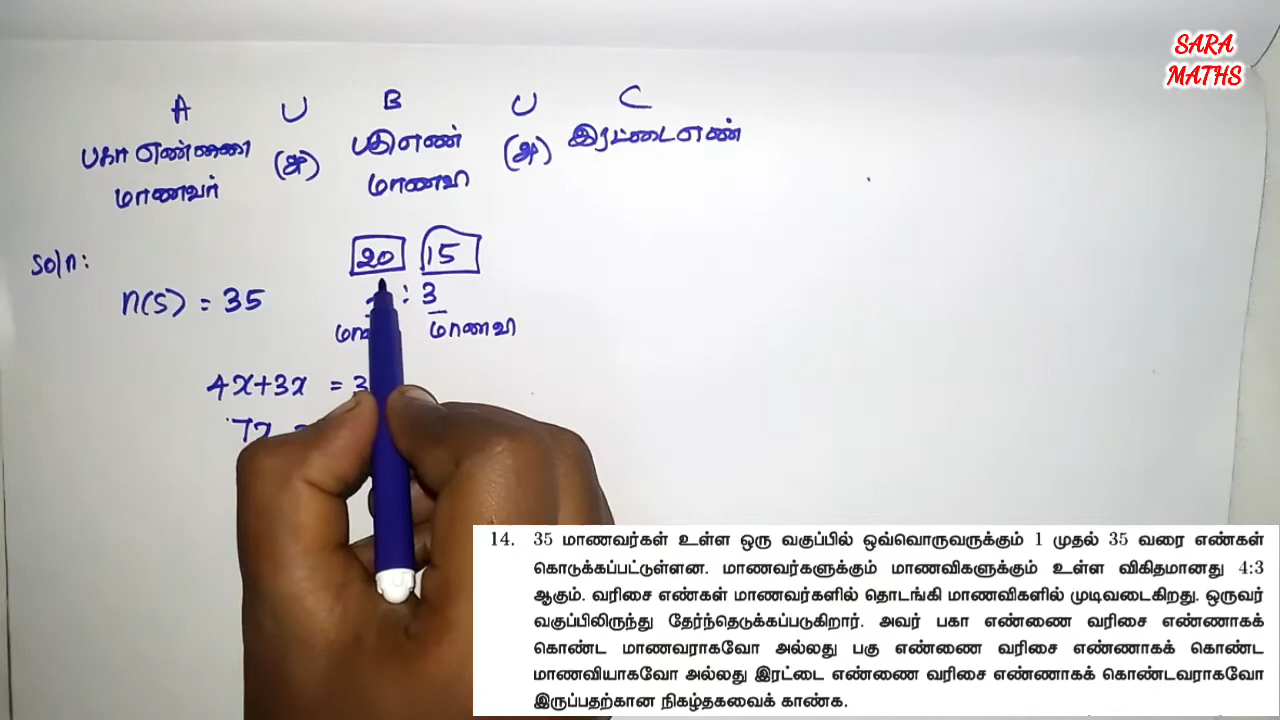 SARA
MATHS
A ∪ B ∪ C
பகா எண்ணை (அ) பகுஎண் (அ) இரட்டைஎண்
மாணவர் மாணவி
20 15
Soln:
n(s) = 35 : 3
மாணவி
4x+3x = 3
7x
14. 35 மாணவர்கள் உள்ள ஒரு வகுப்பில் ஒவ்வொருவருக்கும் 1 முதல் 35 வரை எண்கள்
கொடுக்கப்பட்டுள்ளன. மாணவர்களுக்கும் மாணவிகளுக்கும் உள்ள விகிதமானது 4:3
ஆகும். வரிசை எண்கள் மாணவர்களில் தொடங்கி மாணவிகளில் முடிவடைகிறது. ஒருவர்
வகுப்பிலிருந்து தேர்ந்தெடுக்கப்படுகிறார். அவர் பகா எண்ணை வரிசை எண்ணாகக்
கொண்ட மாணவராகவோ அல்லது பகு எண்ணை வரிசை எண்ணாகக் கொண்ட
மாணவியாகவோ அல்லது இரட்டை எண்ணை வரிசை எண்ணாகக் கொண்டவராகவோ
இருப்பதற்கான நிகழ்தகவைக் காண்க.